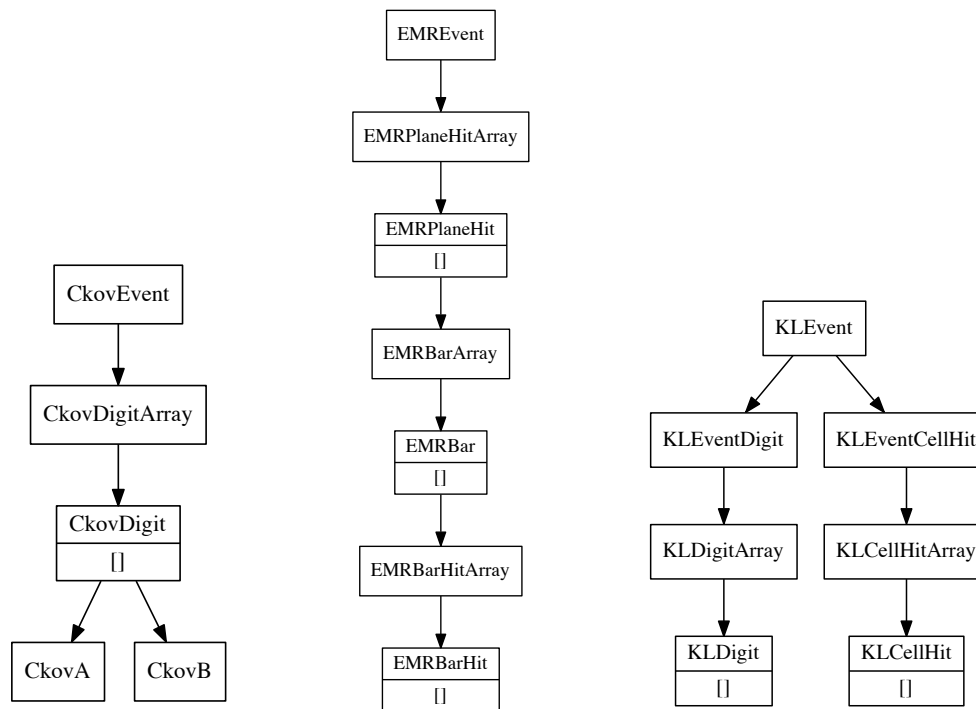 CkovEvent
CkovDigitArray
CkovDigit
[]
CkovA
CkovB
EMREvent
EMRPlaneHitArray
EMRPlaneHit
[]
EMRBarArray
EMRBar
[]
EMRBarHitArray
EMRBarHit
[]
KLEvent
KLEventDigit
KLEventCellHit
KLDigitArray
KLCellHitArray
KLDigit
[]
KLCellHit
[]